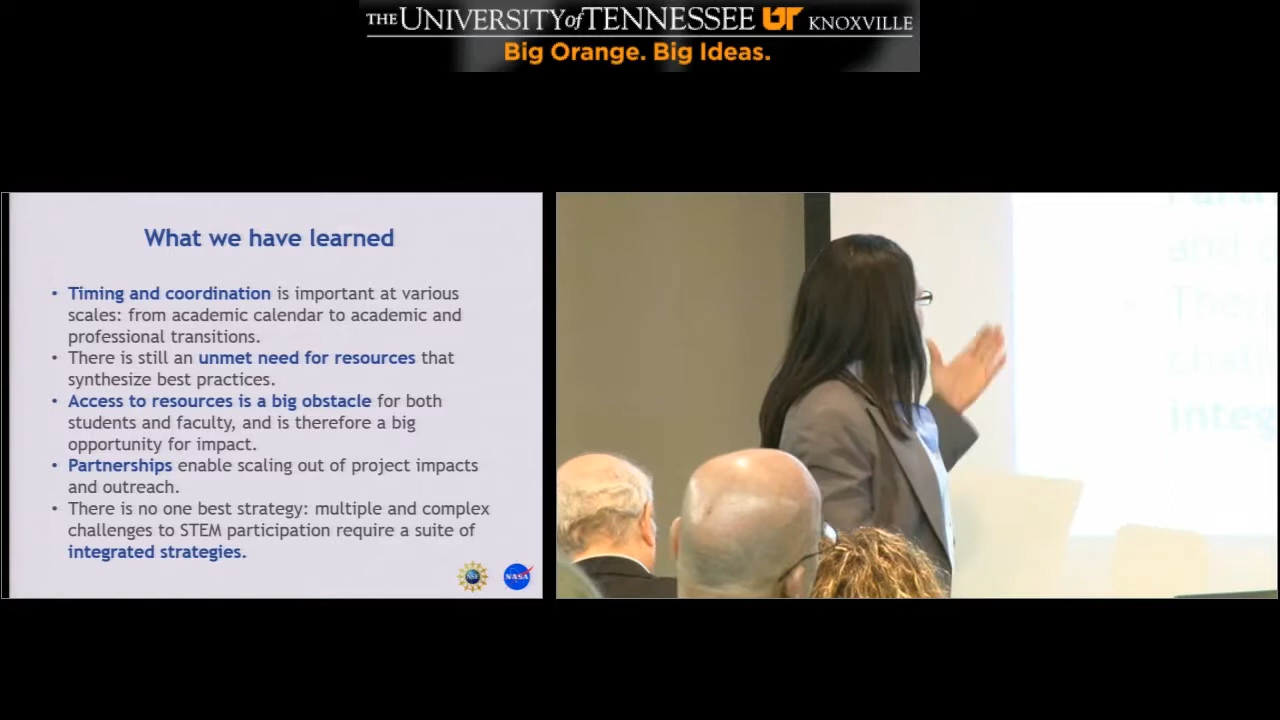 THE UNIVERSITY of TENNESSEE UT KNOXVILLE
Big Orange. Big Ideas.
What we have learned
• Timing and coordination is important at various
scales: from academic calendar to academic and
professional transitions.
• There is still an unmet need for resources that
synthesize best practices.
• Access to resources is a big obstacle for both
students and faculty, and is therefore a big
opportunity for impact.
• Partnerships enable scaling out of project impacts
and outreach.
• There is no one best strategy: multiple and complex
challenges to STEM participation require a suite of
integrated strategies.
NSF
NASA
and